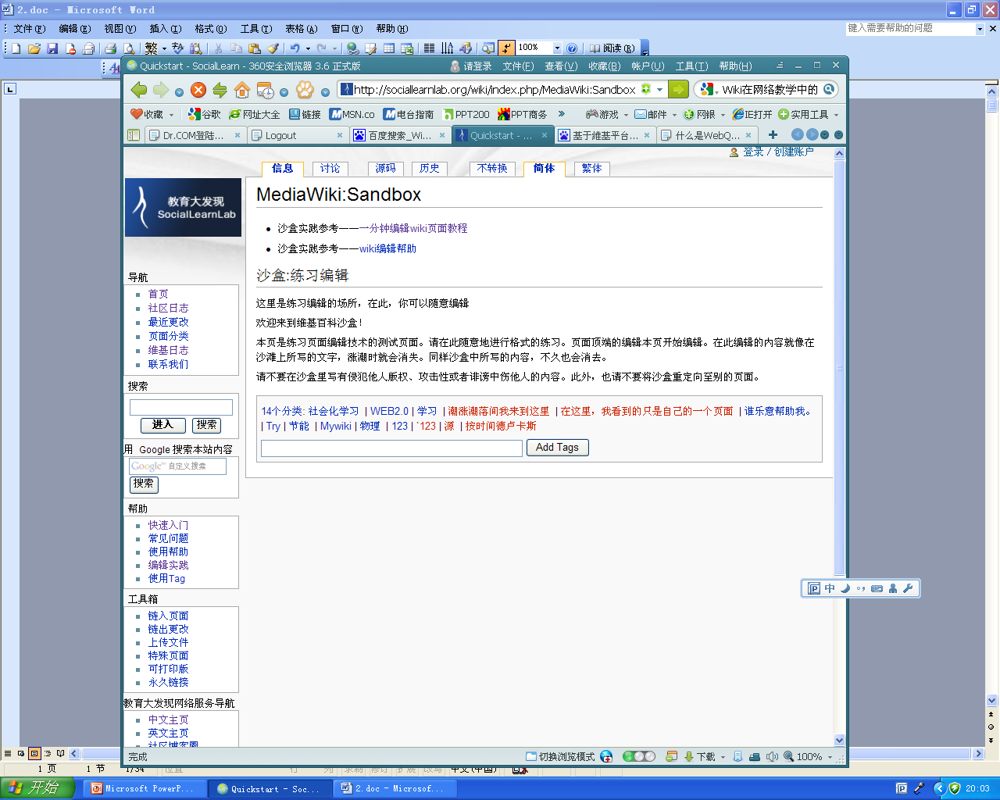 2.doc - Microsoft Word
文件(F) 编辑(E) 视图(V) 插入(I) 格式(O) 工具(T) 表格(A) 窗口(W) 帮助(H) 键入需要帮助的问题
繁 100% 阅读(R)
Quickstart - SocialLearn - 360安全浏览器 3.6 正式版 请登录 文件(F) 查看(V) 收藏(B) 帐户(U) 工具(T) 帮助(H)
http://sociallearnlab.org/wiki/index.php/MediaWiki:Sandbox Wiki在网络教学中的
收藏 谷歌 网址大全 链接 MSN.co 电台指南 PPT200 PPT商务 » 游戏 邮件 网银 IE打开 实用工具
Dr.COM登陆... Logout 百度搜索_Wi... Quickstart - ... 基于维基平台... 什么是WebQ...
登录 / 创建账户
信息 讨论 源码 历史 不转换 简体 繁体
教育大发现
SocialLearnLab
MediaWiki:Sandbox
沙盒实践参考——一分钟编辑wiki页面教程
沙盒实践参考——wiki编辑帮助
沙盒:练习编辑
这里是练习编辑的场所，在此，你可以随意编辑
欢迎来到维基百科沙盒！
本页是练习页面编辑技术的测试页面。请在此随意地进行格式的练习。页面顶端的编辑本页开始编辑。在此编辑的内容就像在
沙滩上所写的文字，涨潮时就会消失。同样沙盒中所写的内容，不久也会消去。
请不要在沙盒里写有侵犯他人版权、攻击性或者诽谤中伤他人的内容。此外，也请不要将沙盒重定向至别的页面。
14个分类: 社会化学习 | WEB2.0 | 学习 | 潮涨潮落间我来到这里 | 在这里，我看到的只是自己的一个页面 | 谁乐意帮助我。
| Try | 节能 | Mywiki | 物理 | 123 | `123 | 源 | 按时间德卢卡斯
Add Tags
导航
首页
社区日志
最近更改
页面分类
维基日志
联系我们
搜索
进入 搜索
用 Google 搜索本站内容
Google™ 自定义搜索
搜索
帮助
快速入门
常见问题
使用帮助
编辑实践
使用Tag
工具箱
链入页面
链出更改
上传文件
特殊页面
可打印版
永久链接
教育大发现网络服务导航
中文主页
英文主页
社区博客圈
中
完成 切换浏览模式 下载 100%
1 页 1 节 1/34 位置 行 列 录制 修订 扩展 改写 中文(中国)
开始 Microsoft PowerP... Quickstart - Soc... 2.doc - Microsof... 20:03